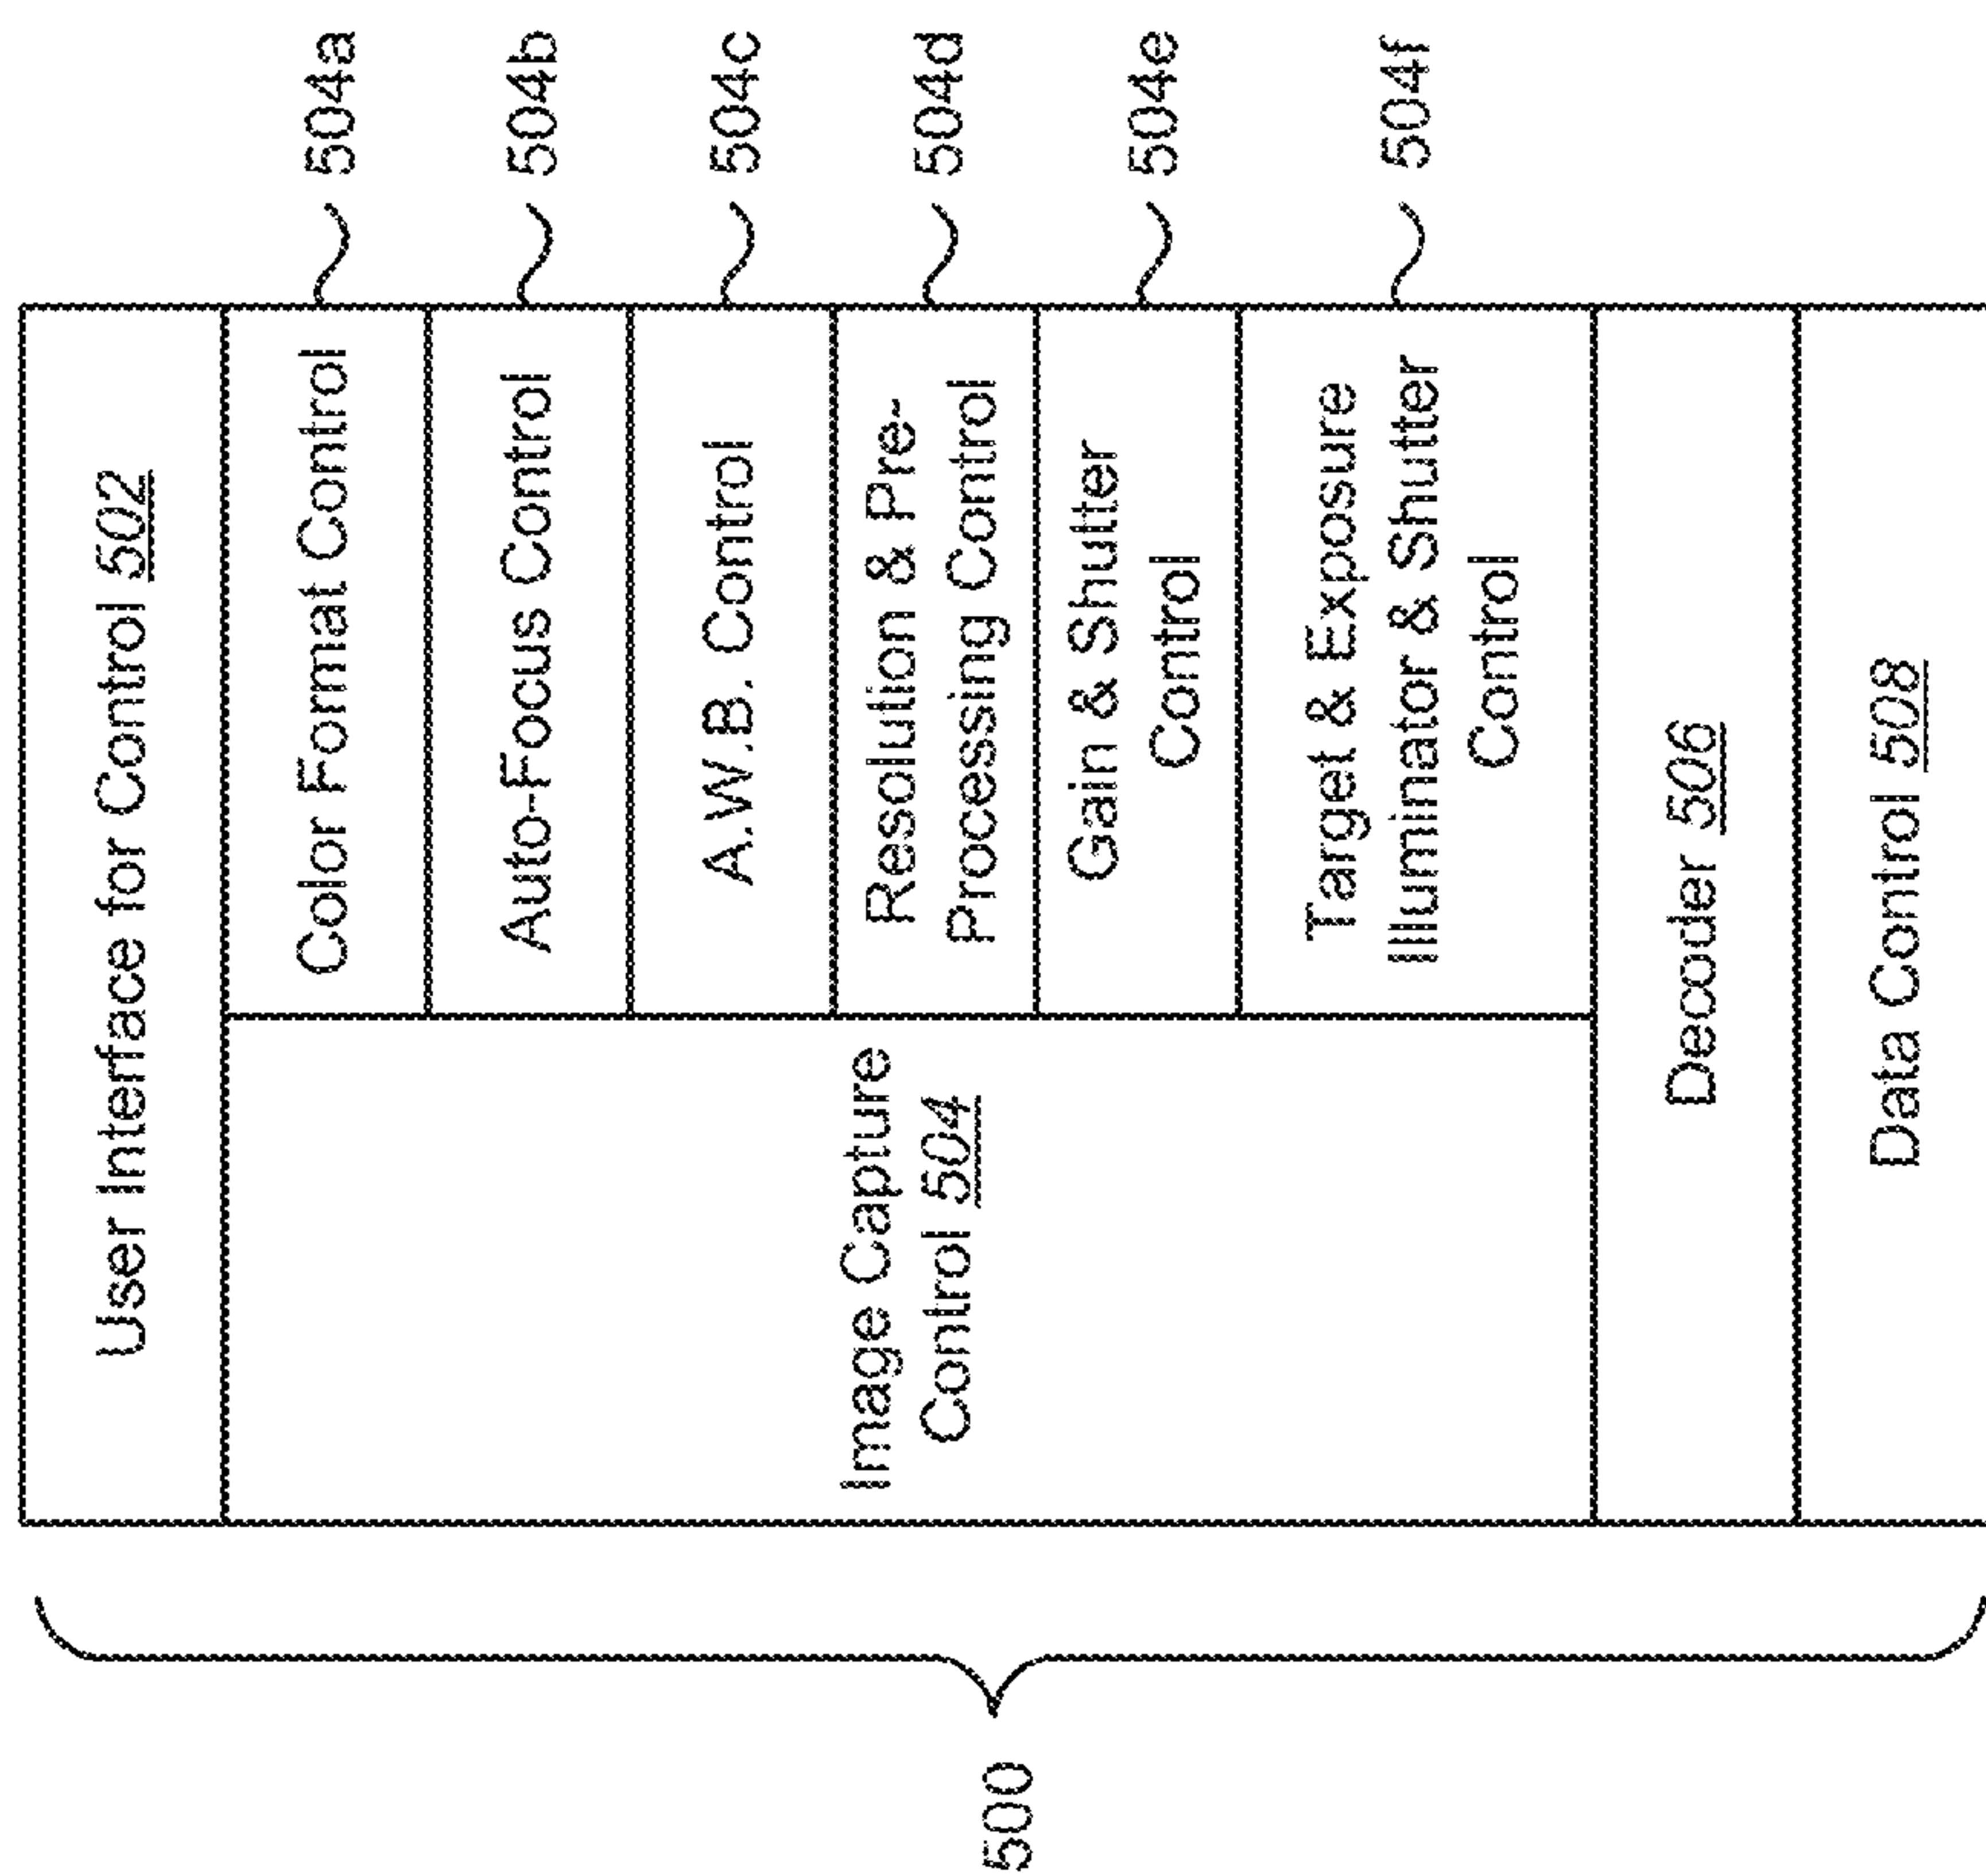 500
User Interface for Control 502
Image Capture
Control 504
Color Format Control
504a
Auto-Focus Control
504b
A.W.B. Control
504c
Resolution & Pre-
Processing Control
504d
Gain & Shutter
Control
504e
Target & Exposure
Illuminator & Shutter
Control
504f
Decoder 506
Data Control 508